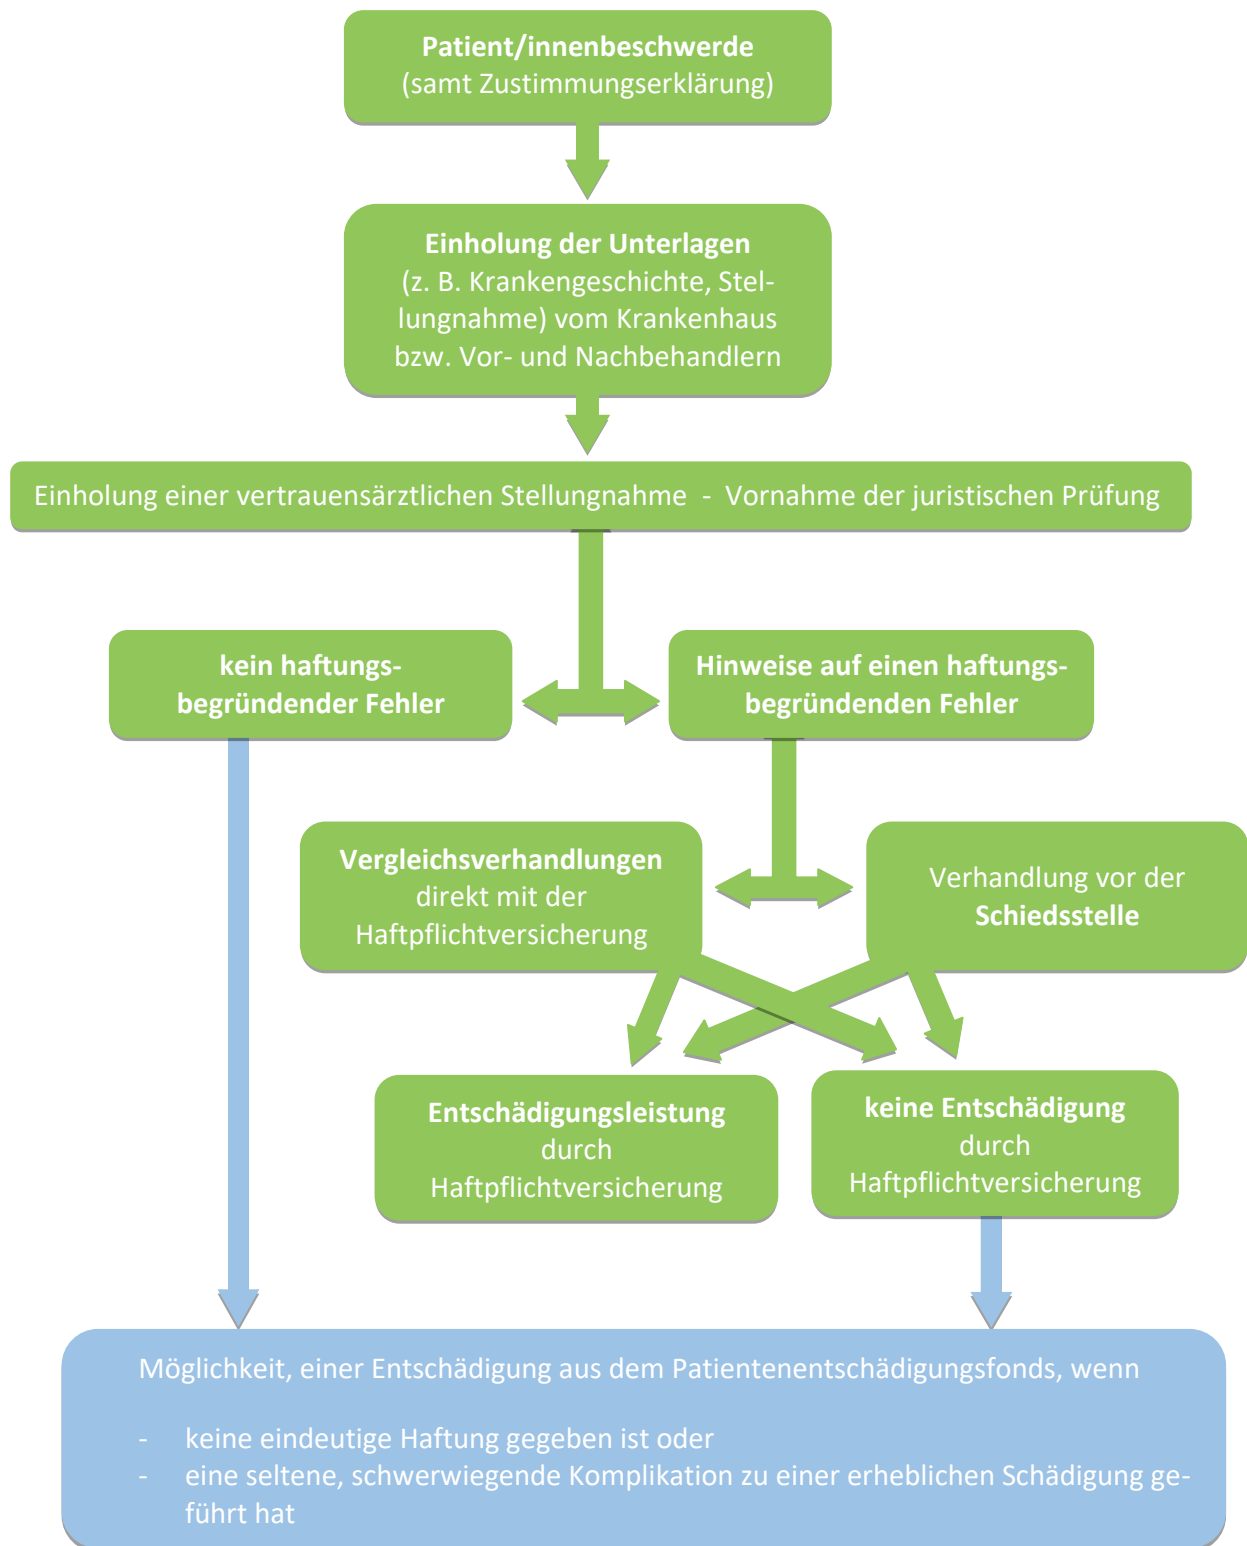 Patient/innenbeschwerde
(samt Zustimmungserklärung)
Einholung der Unterlagen
(z. B. Krankengeschichte, Stel-
lungnahme) vom Krankenhaus
bzw. Vor- und Nachbehandlern
Einholung einer vertrauensärztlichen Stellungnahme - Vornahme der juristischen Prüfung
kein haftungs-
begründender Fehler
Hinweise auf einen haftungs-
begründenden Fehler
Vergleichsverhandlungen
direkt mit der
Haftpflichtversicherung
Verhandlung vor der
Schiedsstelle
Entschädigungsleistung
durch
Haftpflichtversicherung
keine Entschädigung
durch
Haftpflichtversicherung
Möglichkeit, einer Entschädigung aus dem Patientenentschädigungsfonds, wenn
- keine eindeutige Haftung gegeben ist oder
- eine seltene, schwerwiegende Komplikation zu einer erheblichen Schädigung ge-
führt hat